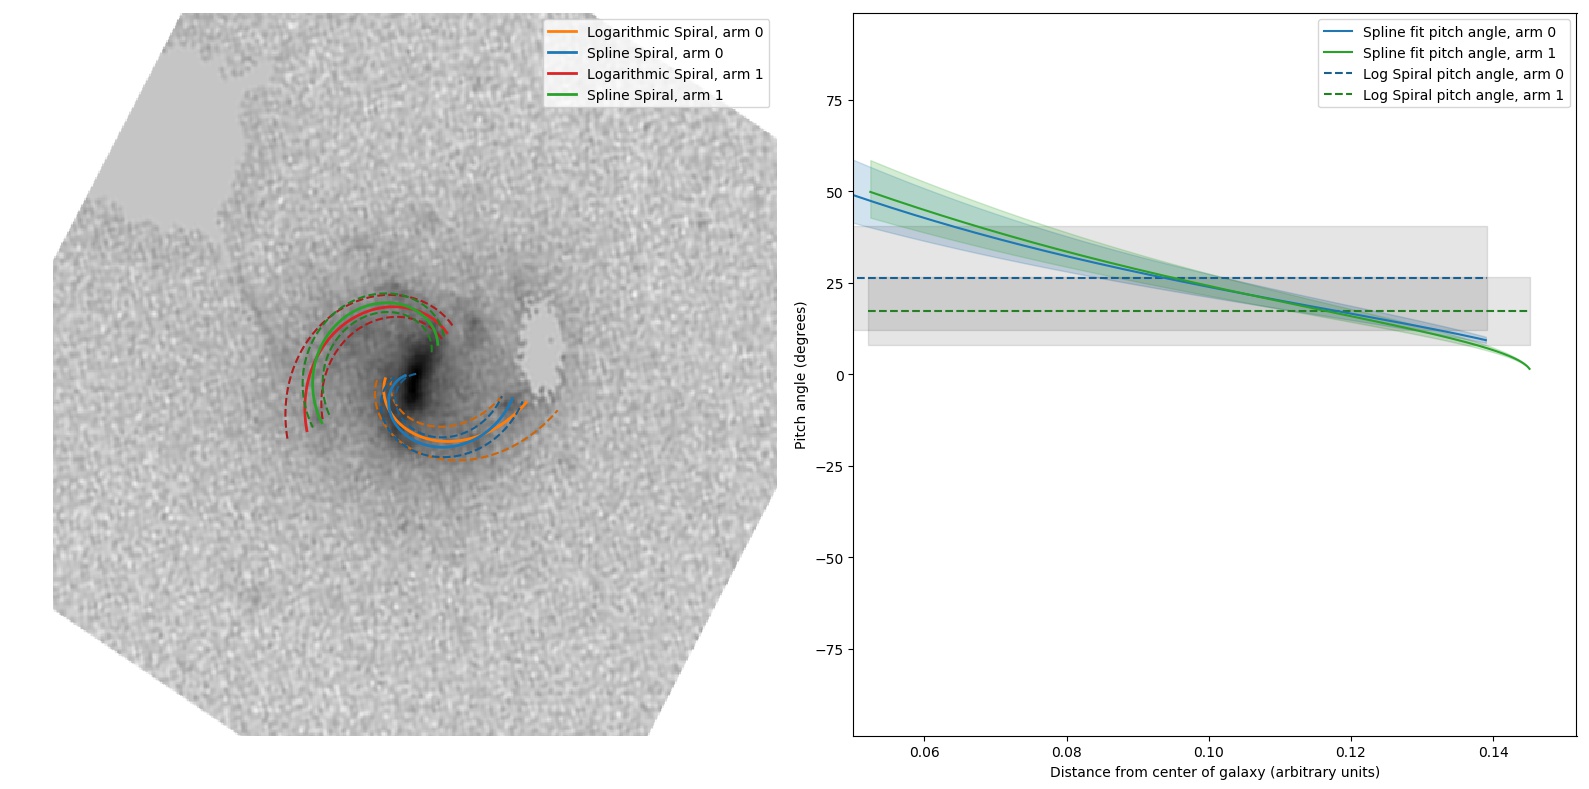 Logarithmic Spiral, arm 0
Spline Spiral, arm 0
Logarithmic Spiral, arm 1
Spline Spiral, arm 1
Spline fit pitch angle, arm 0
Spline fit pitch angle, arm 1
Log Spiral pitch angle, arm 0
Log Spiral pitch angle, arm 1
Pitch angle (degrees)
75
50
25
0
−25
−50
−75
0.06 0.08 0.10 0.12 0.14
Distance from center of galaxy (arbitrary units)